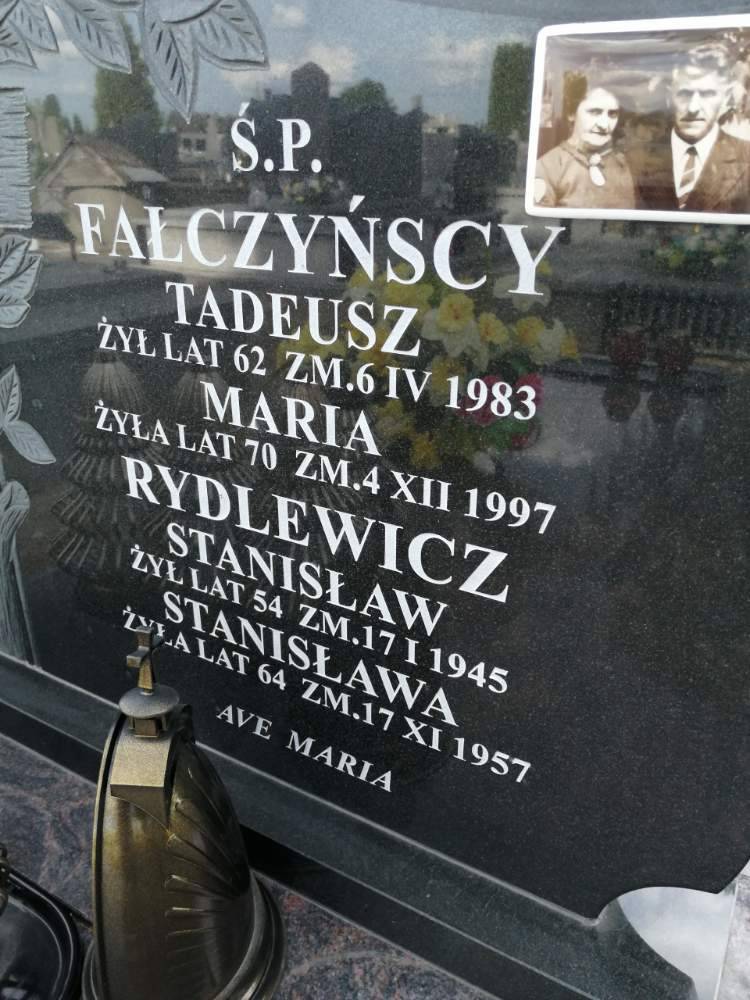 Ś.P.
FAŁCZYŃSCY
TADEUSZ
ŻYŁ LAT 62 ZM.6 IV 1983
MARIA
ŻYŁA LAT 70 ZM.4 XII 1997
RYDLEWICZ
STANISŁAW
ŻYŁ LAT 54 ZM.17 I 1945
STANISŁAWA
ŻYŁA LAT 64 ZM.17 XI 1957
AVE MARIA